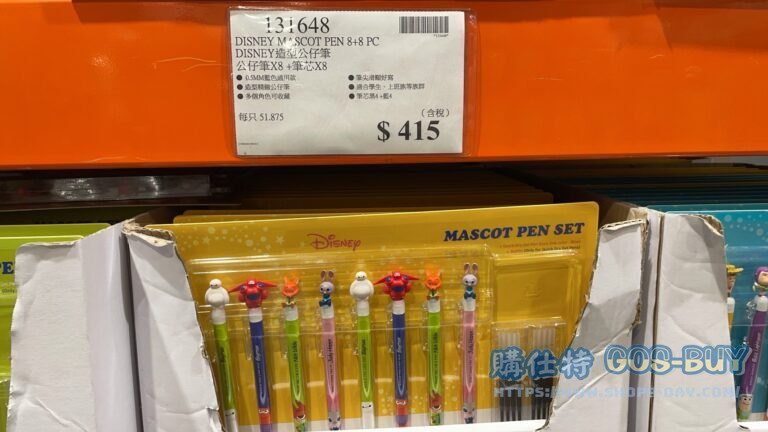 131648
DISNEY MASCOT PEN 8+8 PC
DISNEY造型公仔筆
公仔筆X8 +筆芯X8
● 0.5MM藍色適用款
● 筆尖滑順好寫
● 造型精緻公仔筆
● 適合學生、上班族等族群
● 多個角色可收藏
● 筆芯黑4+藍4
每只 51.875
(含稅)
$ 415
Disney
MASCOT PEN SET
PEN
購仕特 GOS-BUY